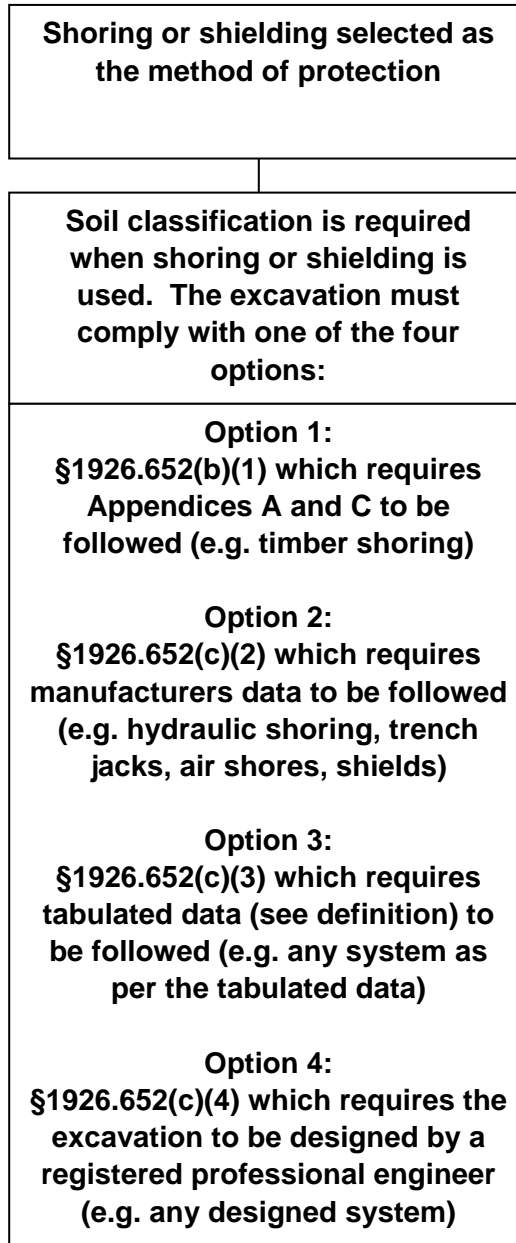 Shoring or shielding selected as
the method of protection
Soil classification is required
when shoring or shielding is
used.  The excavation must
comply with one of the four
options:
Option 1:
§1926.652(b)(1) which requires
Appendices A and C to be
followed (e.g. timber shoring)
Option 2:
§1926.652(c)(2) which requires
manufacturers data to be followed
(e.g. hydraulic shoring, trench
jacks, air shores, shields)
Option 3:
§1926.652(c)(3) which requires
tabulated data (see definition) to
be followed (e.g. any system as
per the tabulated data)
Option 4:
§1926.652(c)(4) which requires the
excavation to be designed by a
registered professional engineer
(e.g. any designed system)